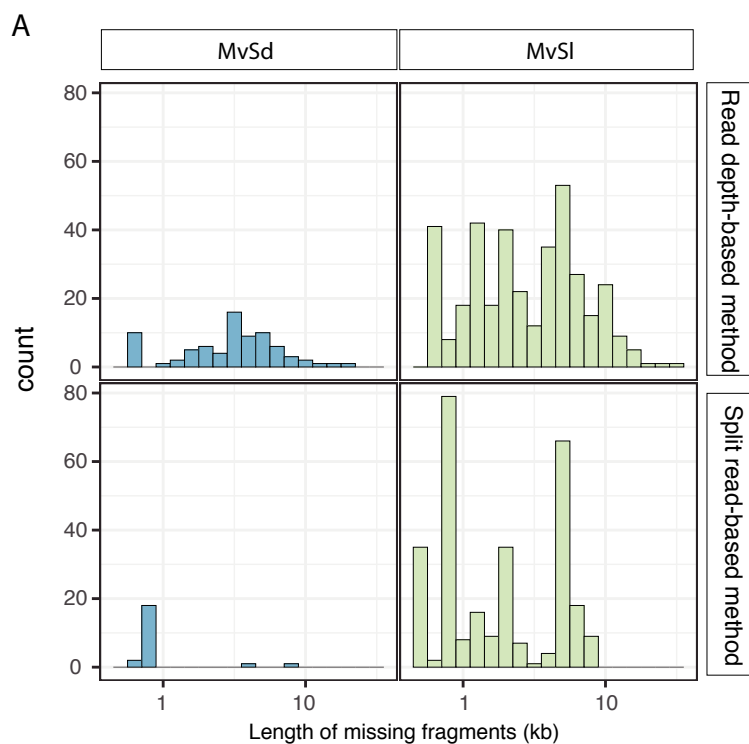 A
MvSd
MvSl
count
80
60
40
20
0
Read depth-based method
80
60
40
20
0
Split read-based method
1
10
1
10
Length of missing fragments (kb)